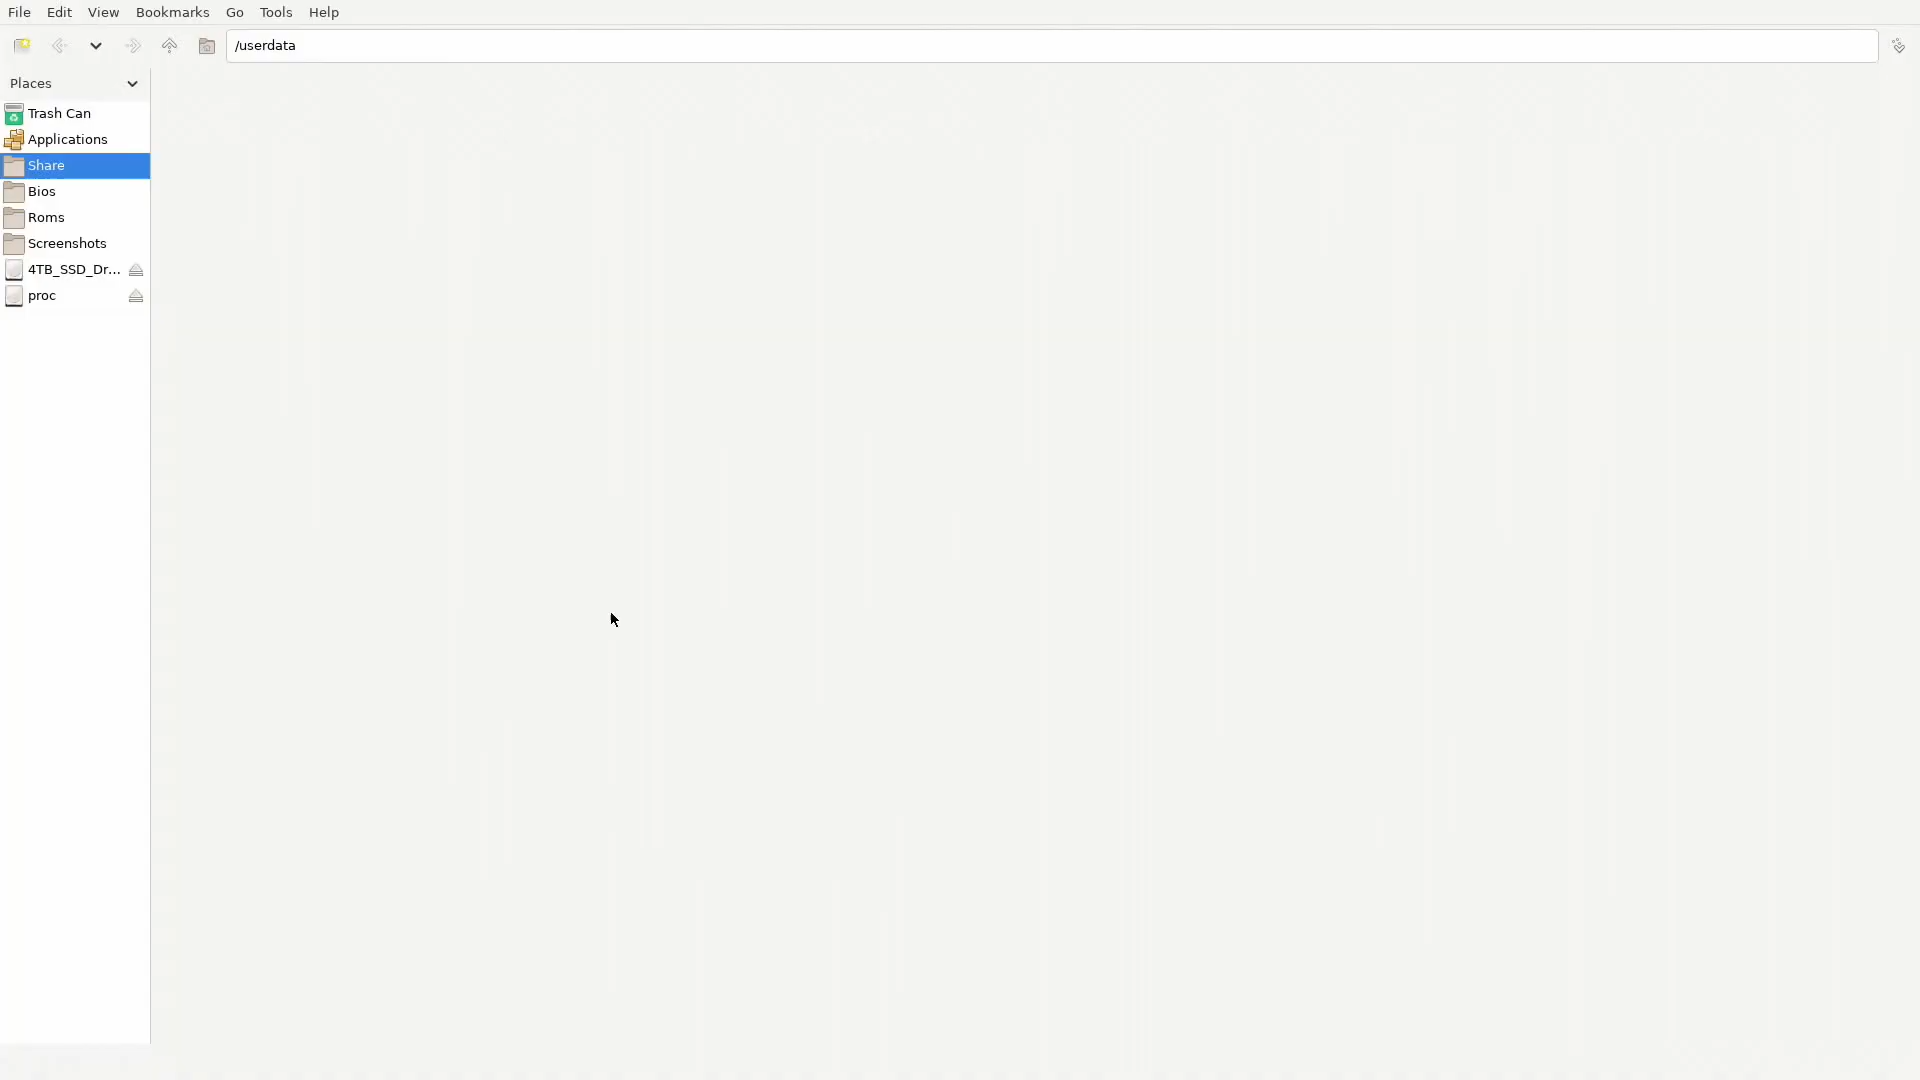 File Edit View Bookmarks Go Tools Help
/userdata
Places
Trash Can
Applications
Share
Bios
Roms
Screenshots
4TB_SSD_Dr...
proc